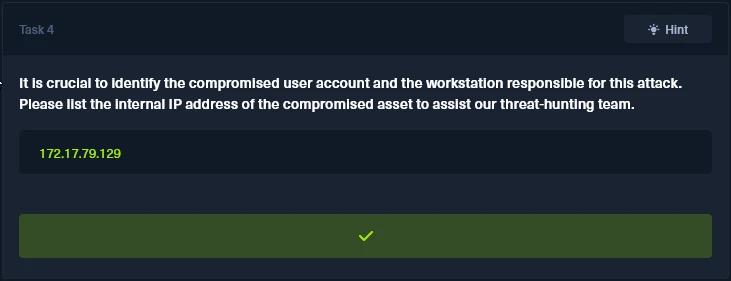 Task 4
Hint
It is crucial to identify the compromised user account and the workstation responsible for this attack.
Please list the internal IP address of the compromised asset to assist our threat-hunting team.
172.17.79.129